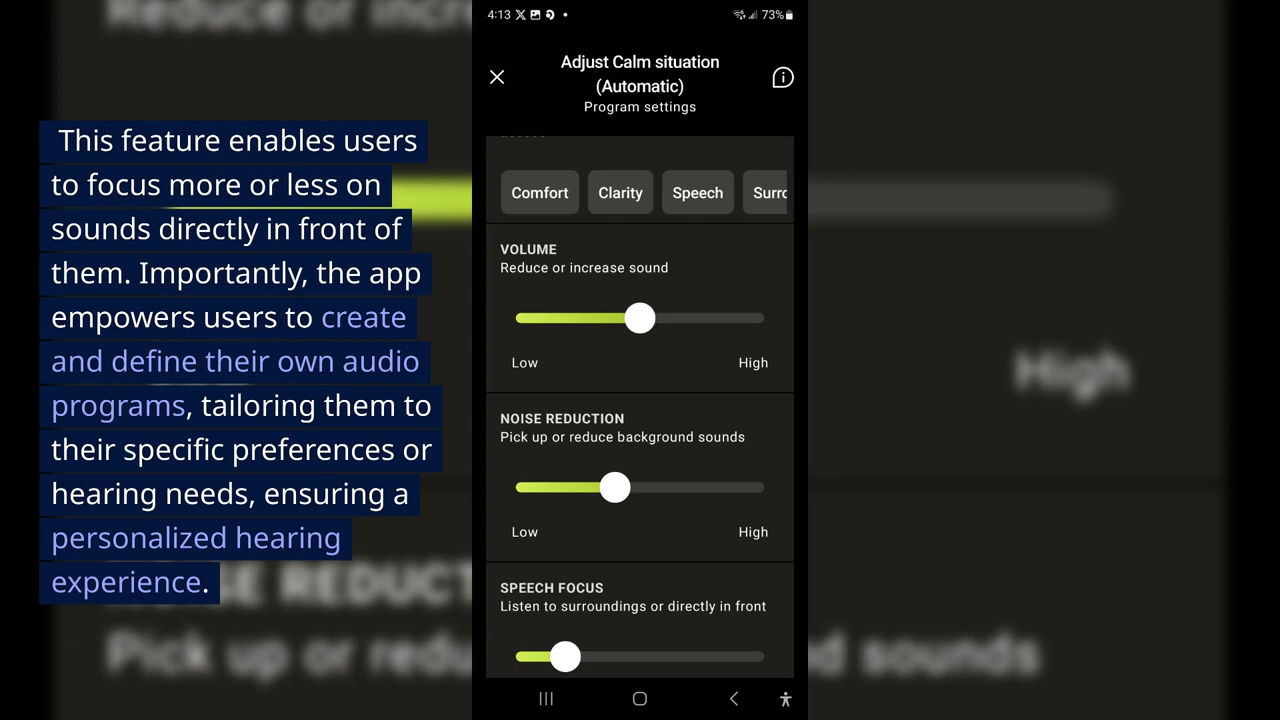 This feature enables users
to focus more or less on
sounds directly in front of
them. Importantly, the app
empowers users to create
and define their own audio
programs, tailoring them to
their specific preferences or
hearing needs, ensuring a
personalized hearing
experience.
4:13
73%
Adjust Calm situation
(Automatic)
Program settings
Comfort Clarity Speech Surro
VOLUME
Reduce or increase sound
Low High
NOISE REDUCTION
Pick up or reduce background sounds
Low High
SPEECH FOCUS
Listen to surroundings or directly in front
High